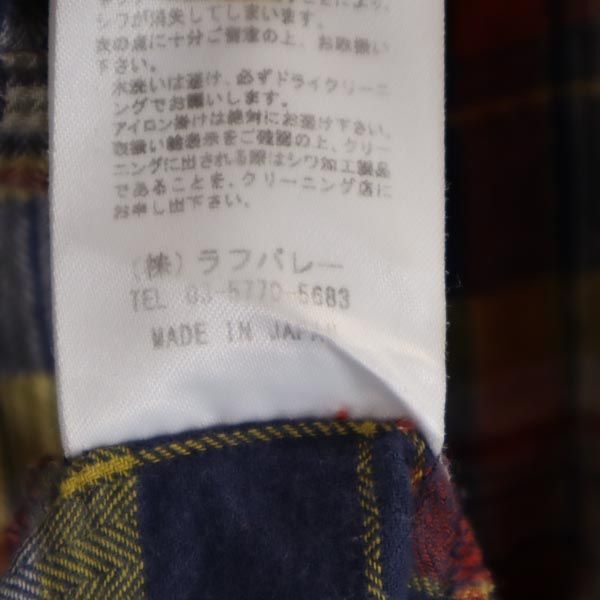 シワが消失してしまいます。
次の点に十分ご留意の上、お取扱い
下さい。
水洗いは避け、必ずドライクリーニ
ングでお願いします。
アイロン掛けは絶対にお避け下さい。
取扱い絵表示をご確認の上、クリー
ニングに出される際はシワ加工製品
であることを、クリーニング店に
お申し出下さい。
(株)ラフバレー
TEL 03-5770-5683
MADE IN JAPAN